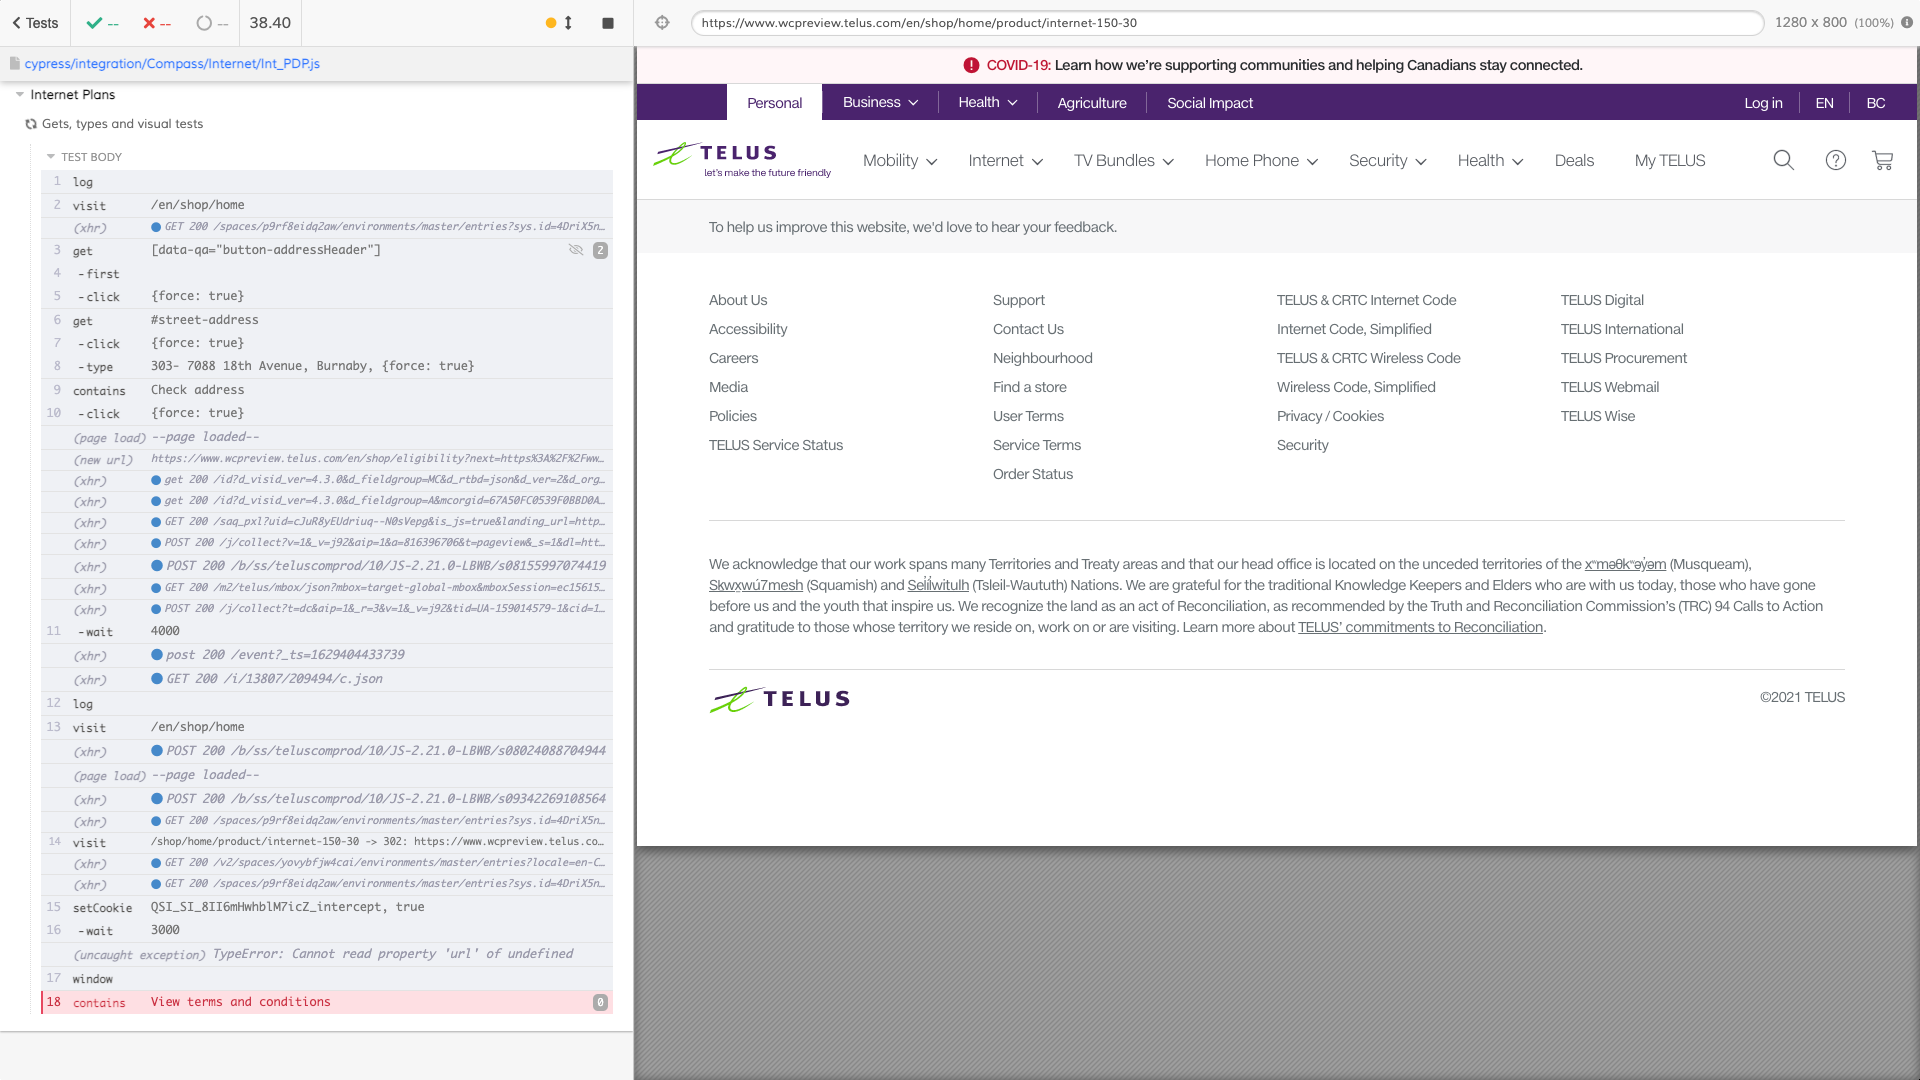 Tests
--
--
--
38.40
https://www.wcpreview.telus.com/en/shop/home/product/internet-150-30
1280 x 800 (100%)
cypress/integration/Compass/Internet/Int_PDP.js
Internet Plans
Gets, types and visual tests
TEST BODY
1 log
2 visit /en/shop/home
(xhr) GET 200 /spaces/p9rf8eidq2aw/environments/master/entries?sys.id=4DriX5n…
3 get [data-qa="button-addressHeader"] 2
4 -first
5 -click {force: true}
6 get #street-address
7 -click {force: true}
8 -type 303- 7088 18th Avenue, Burnaby, {force: true}
9 contains Check address
10 -click {force: true}
(page load) --page loaded--
(new url) https://www.wcpreview.telus.com/en/shop/eligibility?next=https%3A%2F%2Fww…
(xhr) get 200 /id?d_visid_ver=4.3.0&d_fieldgroup=MC&d_rtbd=json&d_ver=2&d_org…
(xhr) get 200 /id?d_visid_ver=4.3.0&d_fieldgroup=A&mcorgid=67A50FC0539F0BBD0A…
(xhr) GET 200 /saq_pxl?uid=cJuR8yEUdriuq--N0sVepg&is_js=true&landing_url=http…
(xhr) POST 200 /j/collect?v=1&_v=j92&aip=1&a=816396706&t=pageview&_s=1&dl=htt…
(xhr) POST 200 /b/ss/teluscomprod/10/JS-2.21.0-LBWB/s08155997074419
(xhr) GET 200 /m2/telus/mbox/json?mbox=target-global-mbox&mboxSession=ec15615…
(xhr) POST 200 /j/collect?t=dc&aip=1&_r=3&v=1&_v=j92&tid=UA-159014579-1&cid=1…
11 -wait 4000
(xhr) post 200 /event?_ts=1629404433739
(xhr) GET 200 /i/13807/209494/c.json
12 log
13 visit /en/shop/home
(xhr) POST 200 /b/ss/teluscomprod/10/JS-2.21.0-LBWB/s08024088704944
(page load) --page loaded--
(xhr) POST 200 /b/ss/teluscomprod/10/JS-2.21.0-LBWB/s09342269108564
(xhr) GET 200 /spaces/p9rf8eidq2aw/environments/master/entries?sys.id=4DriX5n…
14 visit /shop/home/product/internet-150-30 -> 302: https://www.wcpreview.telus.co…
(xhr) GET 200 /v2/spaces/yovybfjw4cai/environments/master/entries?locale=en-C…
(xhr) GET 200 /spaces/p9rf8eidq2aw/environments/master/entries?sys.id=4DriX5n…
15 setCookie QSI_SI_8II6mHwhblM7icZ_intercept, true
16 -wait 3000
(uncaught exception) TypeError: Cannot read property 'url' of undefined
17 window
18 contains View terms and conditions 0
COVID-19: Learn how we're supporting communities and helping Canadians stay connected.
Personal Business Health Agriculture Social Impact Log in EN BC
TELUS
let's make the future friendly
Mobility Internet TV Bundles Home Phone Security Health Deals My TELUS
To help us improve this website, we'd love to hear your feedback.
About Us
Accessibility
Careers
Media
Policies
TELUS Service Status
Support
Contact Us
Neighbourhood
Find a store
User Terms
Service Terms
Order Status
TELUS & CRTC Internet Code
Internet Code, Simplified
TELUS & CRTC Wireless Code
Wireless Code, Simplified
Privacy / Cookies
Security
TELUS Digital
TELUS International
TELUS Procurement
TELUS Webmail
TELUS Wise
We acknowledge that our work spans many Territories and Treaty areas and that our head office is located on the unceded territories of the xʷməθkʷəy̓əm (Musqueam),
Sḵwx̱wú7mesh (Squamish) and Sel̓íl̓witulh (Tsleil-Waututh) Nations. We are grateful for the traditional Knowledge Keepers and Elders who are with us today, those who have gone
before us and the youth that inspire us. We recognize the land as an act of Reconciliation, as recommended by the Truth and Reconciliation Commission's (TRC) 94 Calls to Action
and gratitude to those whose territory we reside on, work on or are visiting. Learn more about TELUS' commitments to Reconciliation.
TELUS
©2021 TELUS